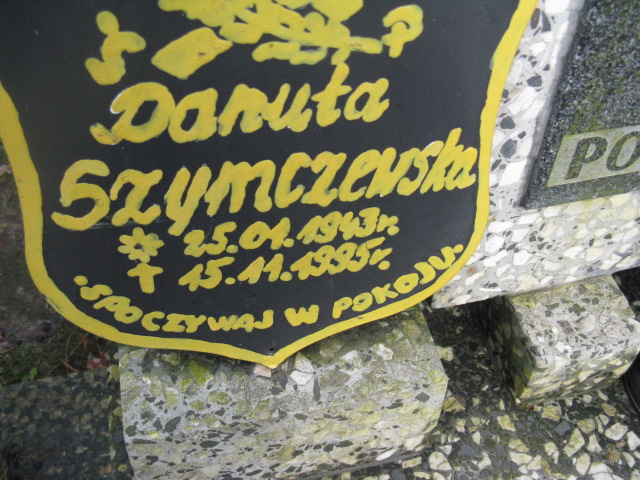 Ś P
Danuta
Szymczewska
* 25.01.1943r.
✝ 15.11.1995r.
·SPOCZYWAJ W POKOJU·
PO